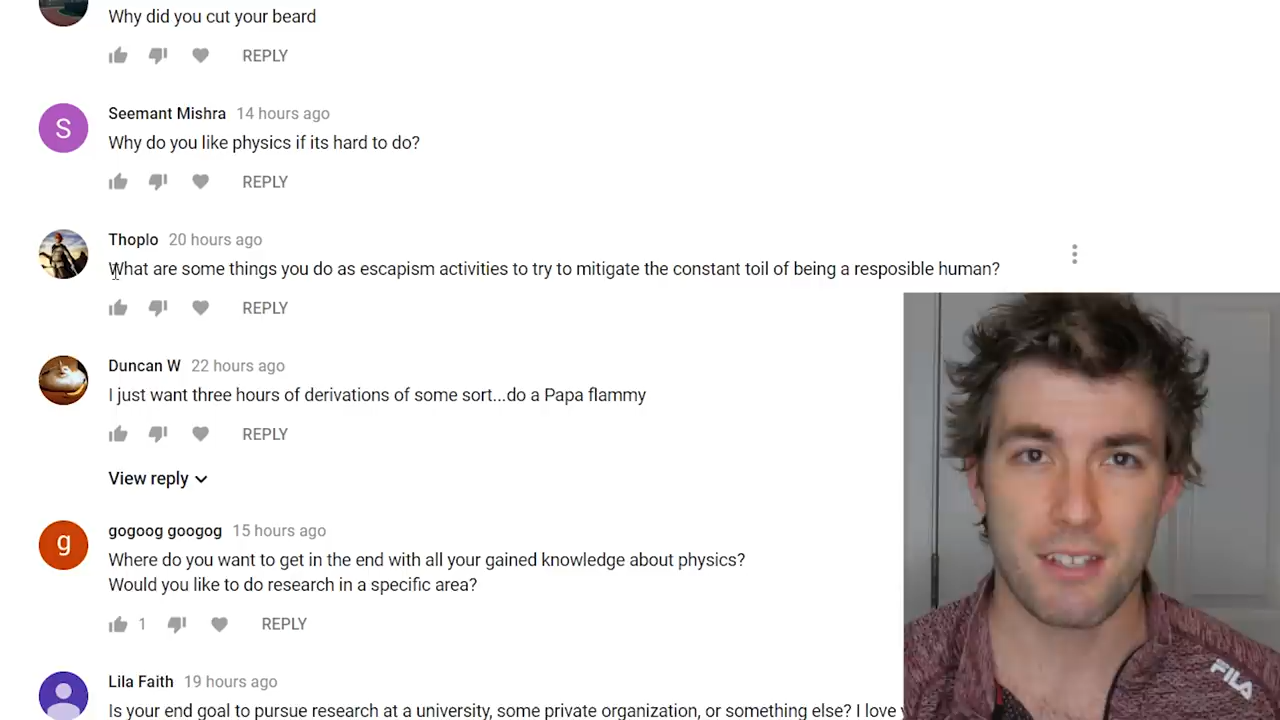 Why did you cut your beard
REPLY
Seemant Mishra 14 hours ago
Why do you like physics if its hard to do?
REPLY
Thoplo 20 hours ago
What are some things you do as escapism activities to try to mitigate the constant toil of being a resposible human?
REPLY
Duncan W 22 hours ago
I just want three hours of derivations of some sort...do a Papa flammy
REPLY
View reply
gogoog googog 15 hours ago
Where do you want to get in the end with all your gained knowledge about physics?
Would you like to do research in a specific area?
1 REPLY
Lila Faith 19 hours ago
Is your end goal to pursue research at a university, some private organization, or something else? I love
S
g
FILA